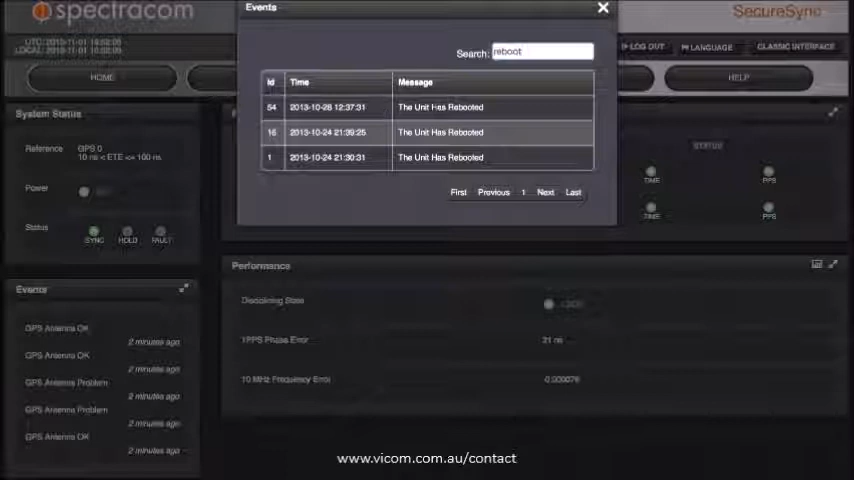 spectracom
SecureSync
Events
Search: reboot
LOG OUT
LANGUAGE
CLASSIC INTERFACE
HOME
HELP
Id Time Message
54 2013-10-28 12:37:31 The Unit Has Rebooted
16 2013-10-24 21:39:25 The Unit Has Rebooted
1 2013-10-24 21:30:31 The Unit Has Rebooted
First Previous 1 Next Last
System Status
Reference GPS 0
10 ns < ETE <= 100 ns
Power
Status
SYNC HOLD FAULT
STATUS
TIME PPS
TIME PPS
Events
GPS Antenna OK
2 minutes ago
GPS Antenna OK
2 minutes ago
GPS Antenna Problem
2 minutes ago
GPS Antenna Problem
2 minutes ago
GPS Antenna OK
2 minutes ago
Performance
Disciplining State
1PPS Phase Error 21 ns
10 MHz Frequency Error -0.000076
www.vicom.com.au/contact